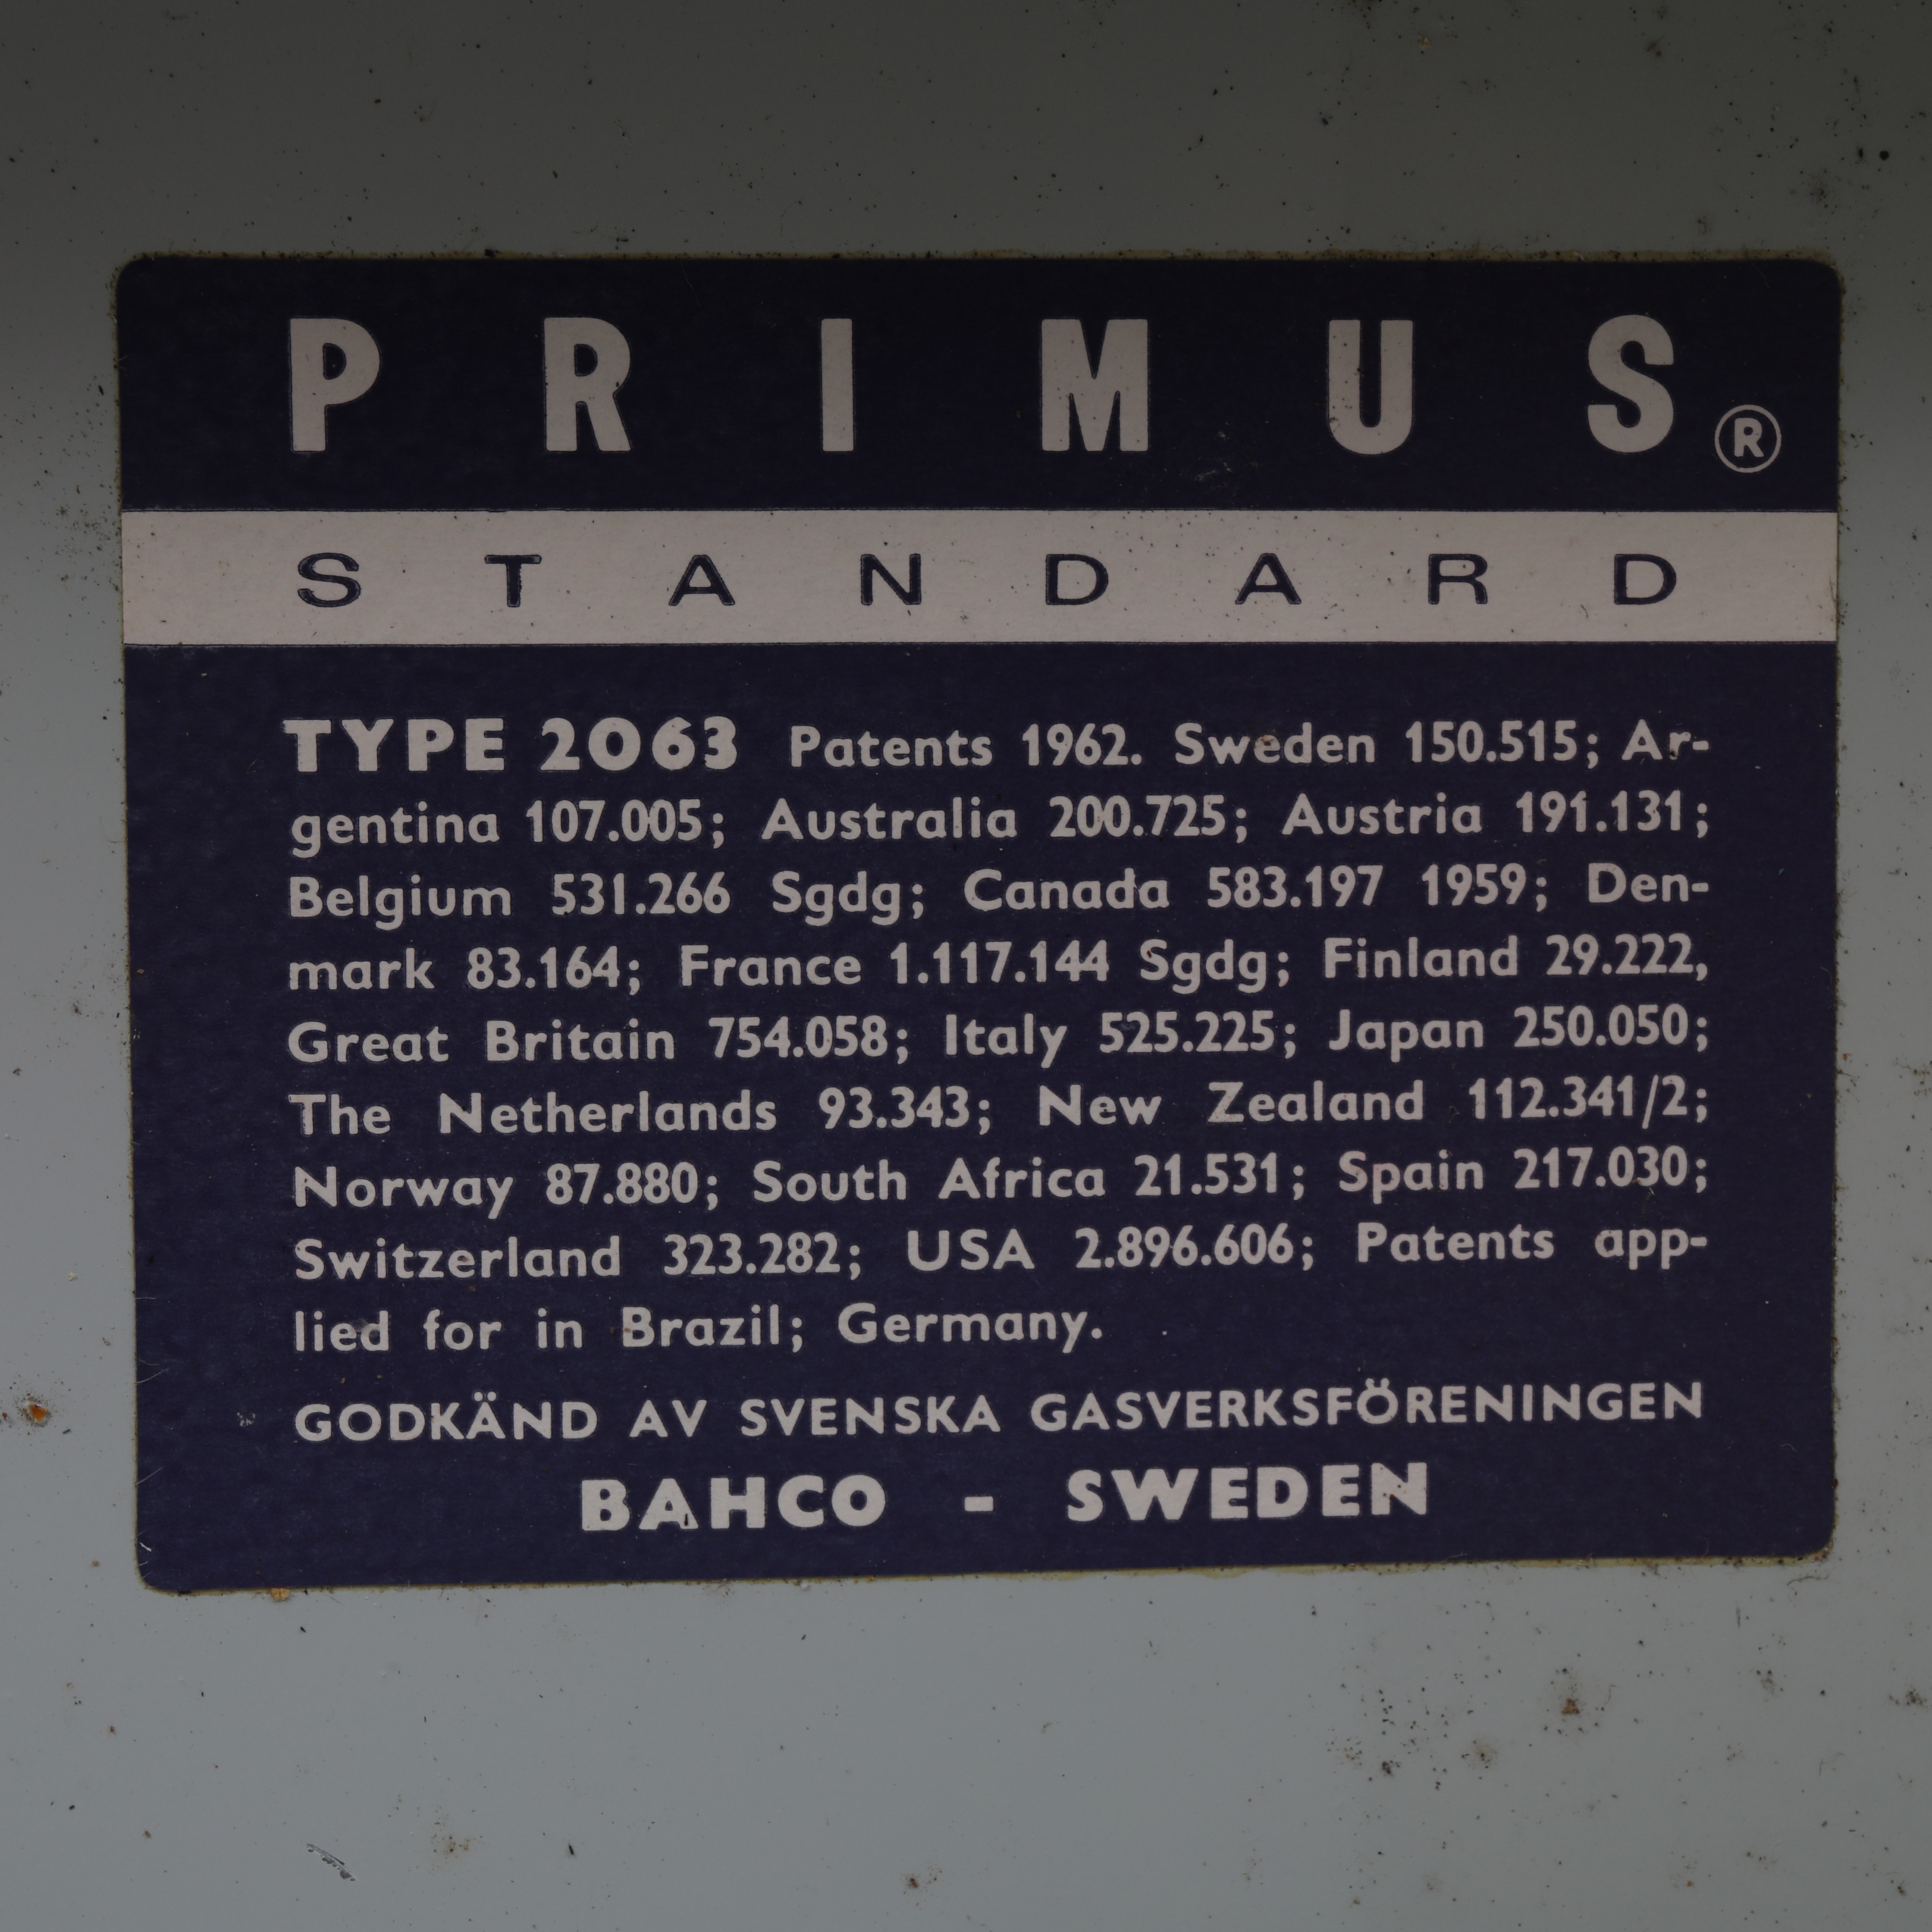 PRIMUS®
STANDARD
TYPE 2063 Patents 1962. Sweden 150.515; Ar-
gentina 107.005; Australia 200.725; Austria 191.131;
Belgium 531.266 Sgdg; Canada 583.197 1959; Den-
mark 83.164; France 1.117.144 Sgdg; Finland 29.222,
Great Britain 754.058; Italy 525.225; Japan 250.050;
The Netherlands 93.343; New Zealand 112.341/2;
Norway 87.880; South Africa 21.531; Spain 217.030;
Switzerland 323.282; USA 2.896.606; Patents app-
lied for in Brazil; Germany.
GODKÄND AV SVENSKA GASVERKSFÖRENINGEN
BAHCO - SWEDEN